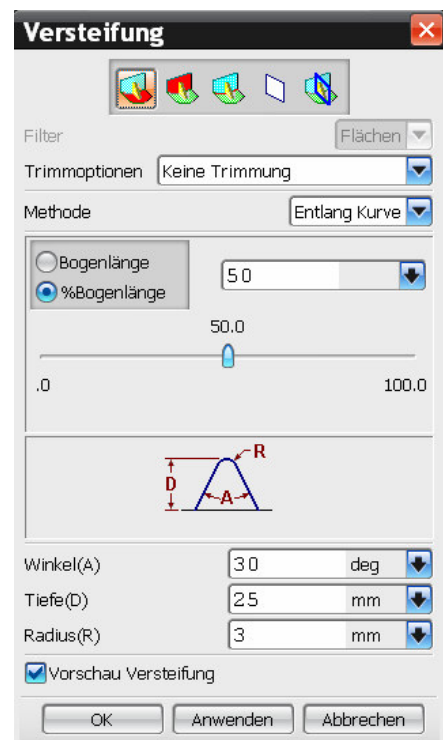 Versteifung
Filter Flächen
Trimmoptionen Keine Trimmung
Methode Entlang Kurve
Bogenlänge
%Bogenlänge
50
50.0
.0 100.0
R
D
A
Winkel(A) 30 deg
Tiefe(D) 25 mm
Radius(R) 3 mm
Vorschau Versteifung
OK Anwenden Abbrechen